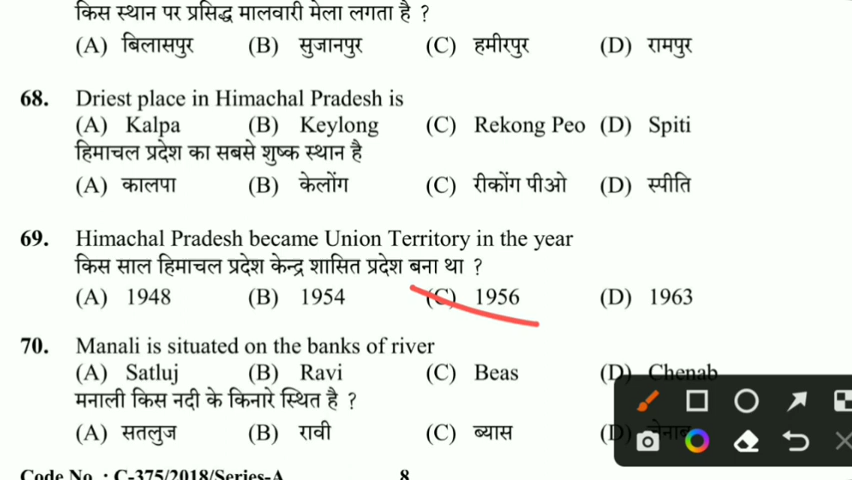 किस स्थान पर प्रसिद्ध मालवारी मेला लगता है ?
(A) बिलासपुर (B) सुजानपुर (C) हमीरपुर (D) रामपुर
68. Driest place in Himachal Pradesh is
(A) Kalpa (B) Keylong (C) Rekong Peo (D) Spiti
हिमाचल प्रदेश का सबसे शुष्क स्थान है
(A) कालपा (B) केलोंग (C) रीकोंग पीओ (D) स्पीति
69. Himachal Pradesh became Union Territory in the year
किस साल हिमाचल प्रदेश केन्द्र शासित प्रदेश बना था ?
(A) 1948 (B) 1954 (C) 1956 (D) 1963
70. Manali is situated on the banks of river
(A) Satluj (B) Ravi (C) Beas (D) Chenab
मनाली किस नदी के किनारे स्थित है ?
(A) सतलुज (B) रावी (C) ब्यास (D)
Code No. : C-375/2018/Series-A 8